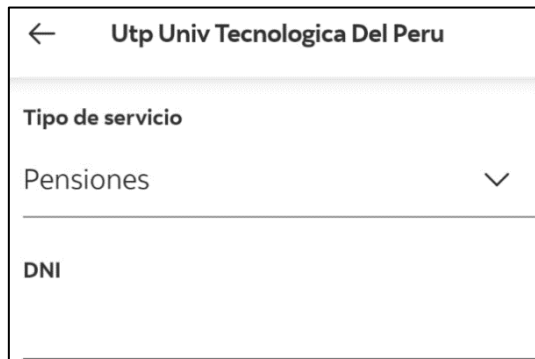 Utp Univ Tecnologica Del Peru
Tipo de servicio
Pensiones
DNI